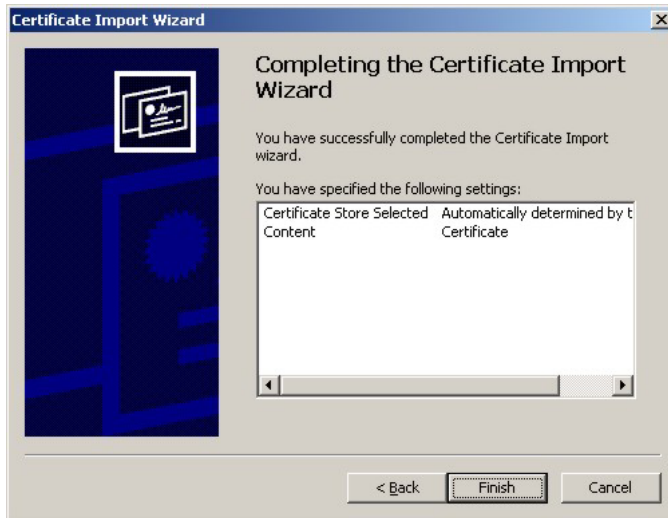 Certificate Import Wizard
Completing the Certificate Import
Wizard
You have successfully completed the Certificate Import
wizard.
You have specified the following settings:
Certificate Store Selected Automatically determined by t
Content Certificate
< Back Finish Cancel